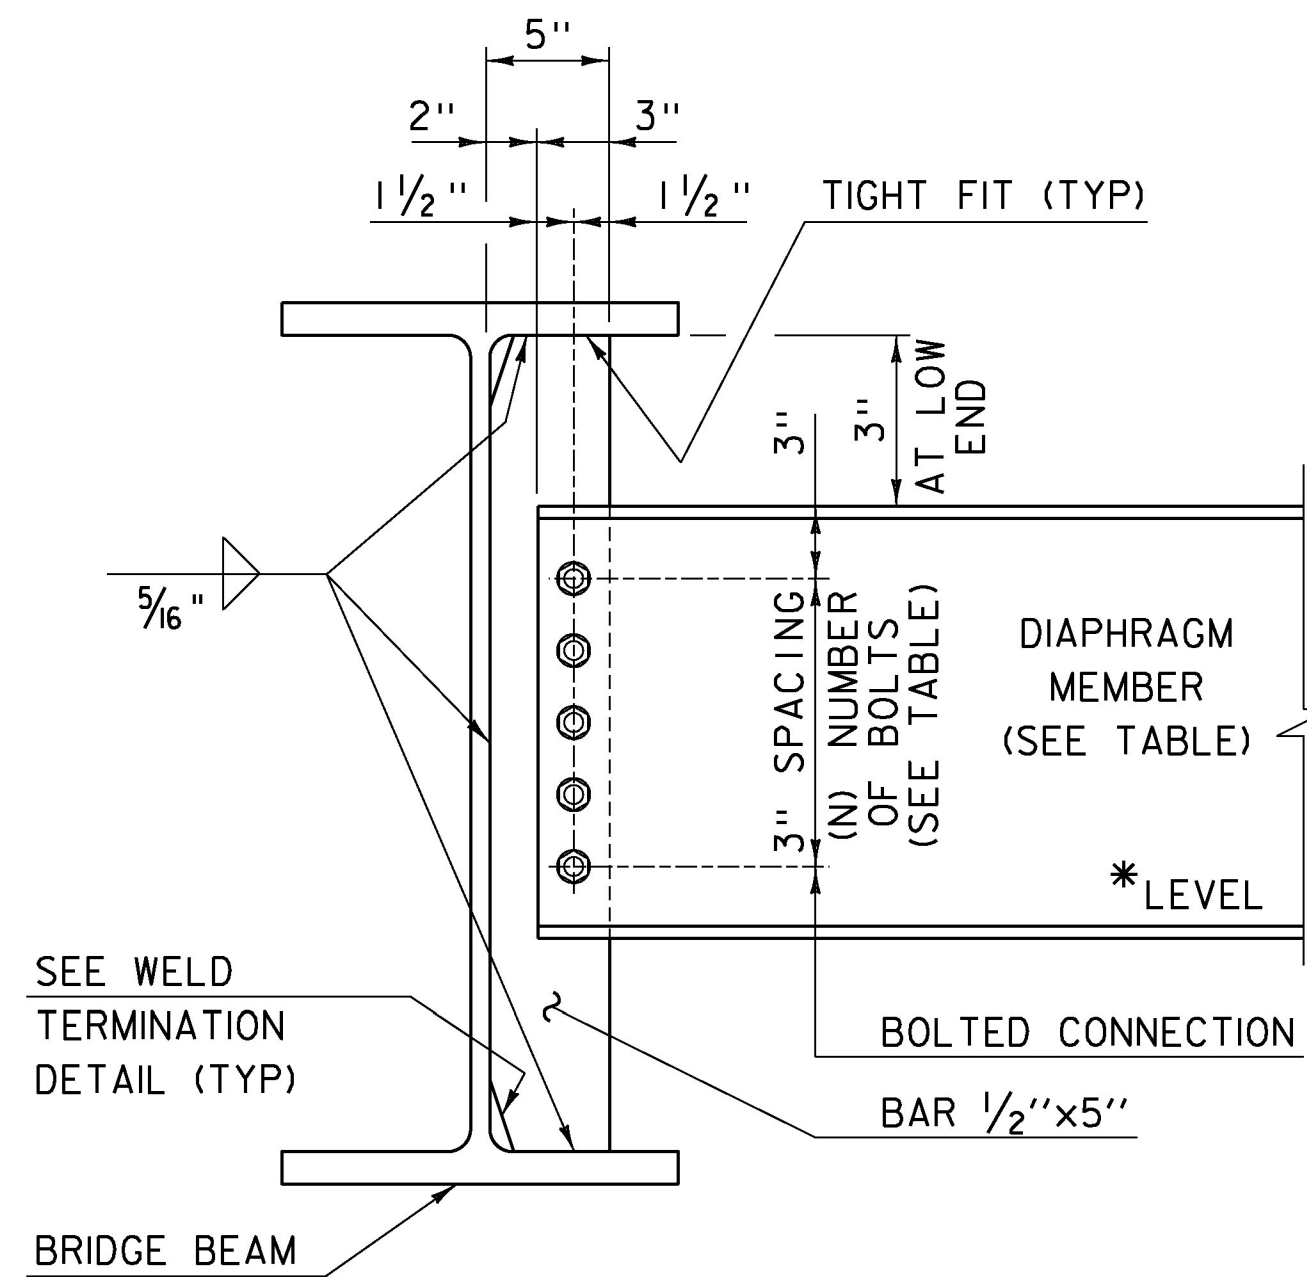 5"
2"
3"
1 1/2"
1 1/2"
TIGHT FIT (TYP)
3"
3"
AT LOW
END
5/16"
3" SPACING
(N) NUMBER
OF BOLTS
(SEE TABLE)
DIAPHRAGM
MEMBER
(SEE TABLE)
*LEVEL
SEE WELD
TERMINATION
DETAIL (TYP)
BOLTED CONNECTION
BAR 1/2"x5"
BRIDGE BEAM